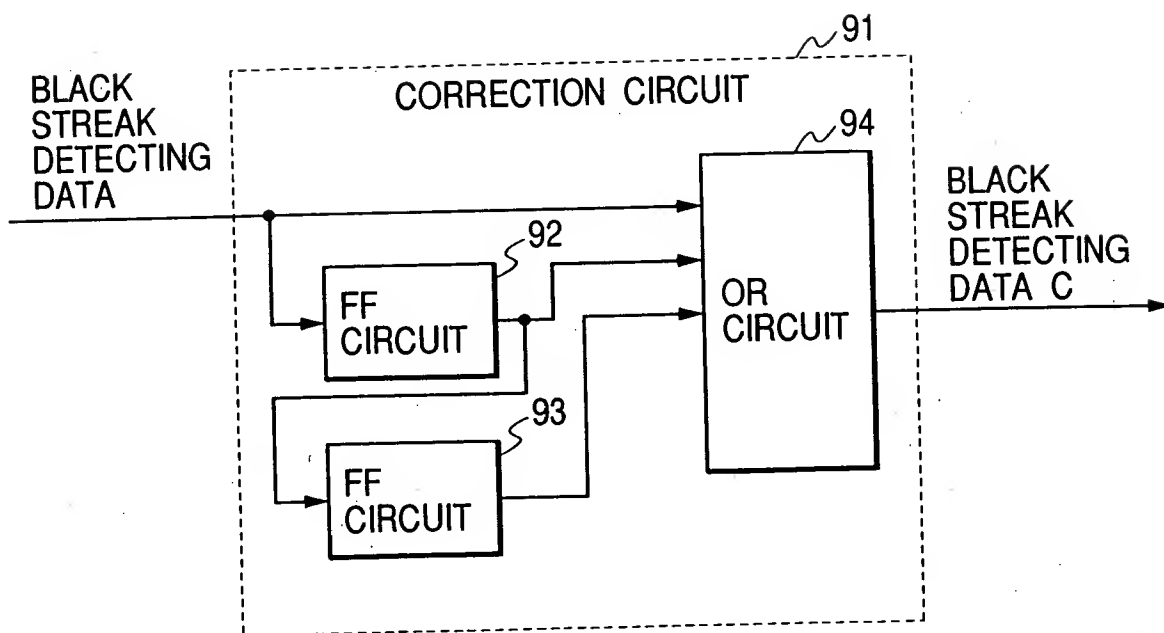 91
BLACK
STREAK
DETECTING
DATA
CORRECTION CIRCUIT
94
92
FF
CIRCUIT
OR
CIRCUIT
93
FF
CIRCUIT
BLACK
STREAK
DETECTING
DATA C